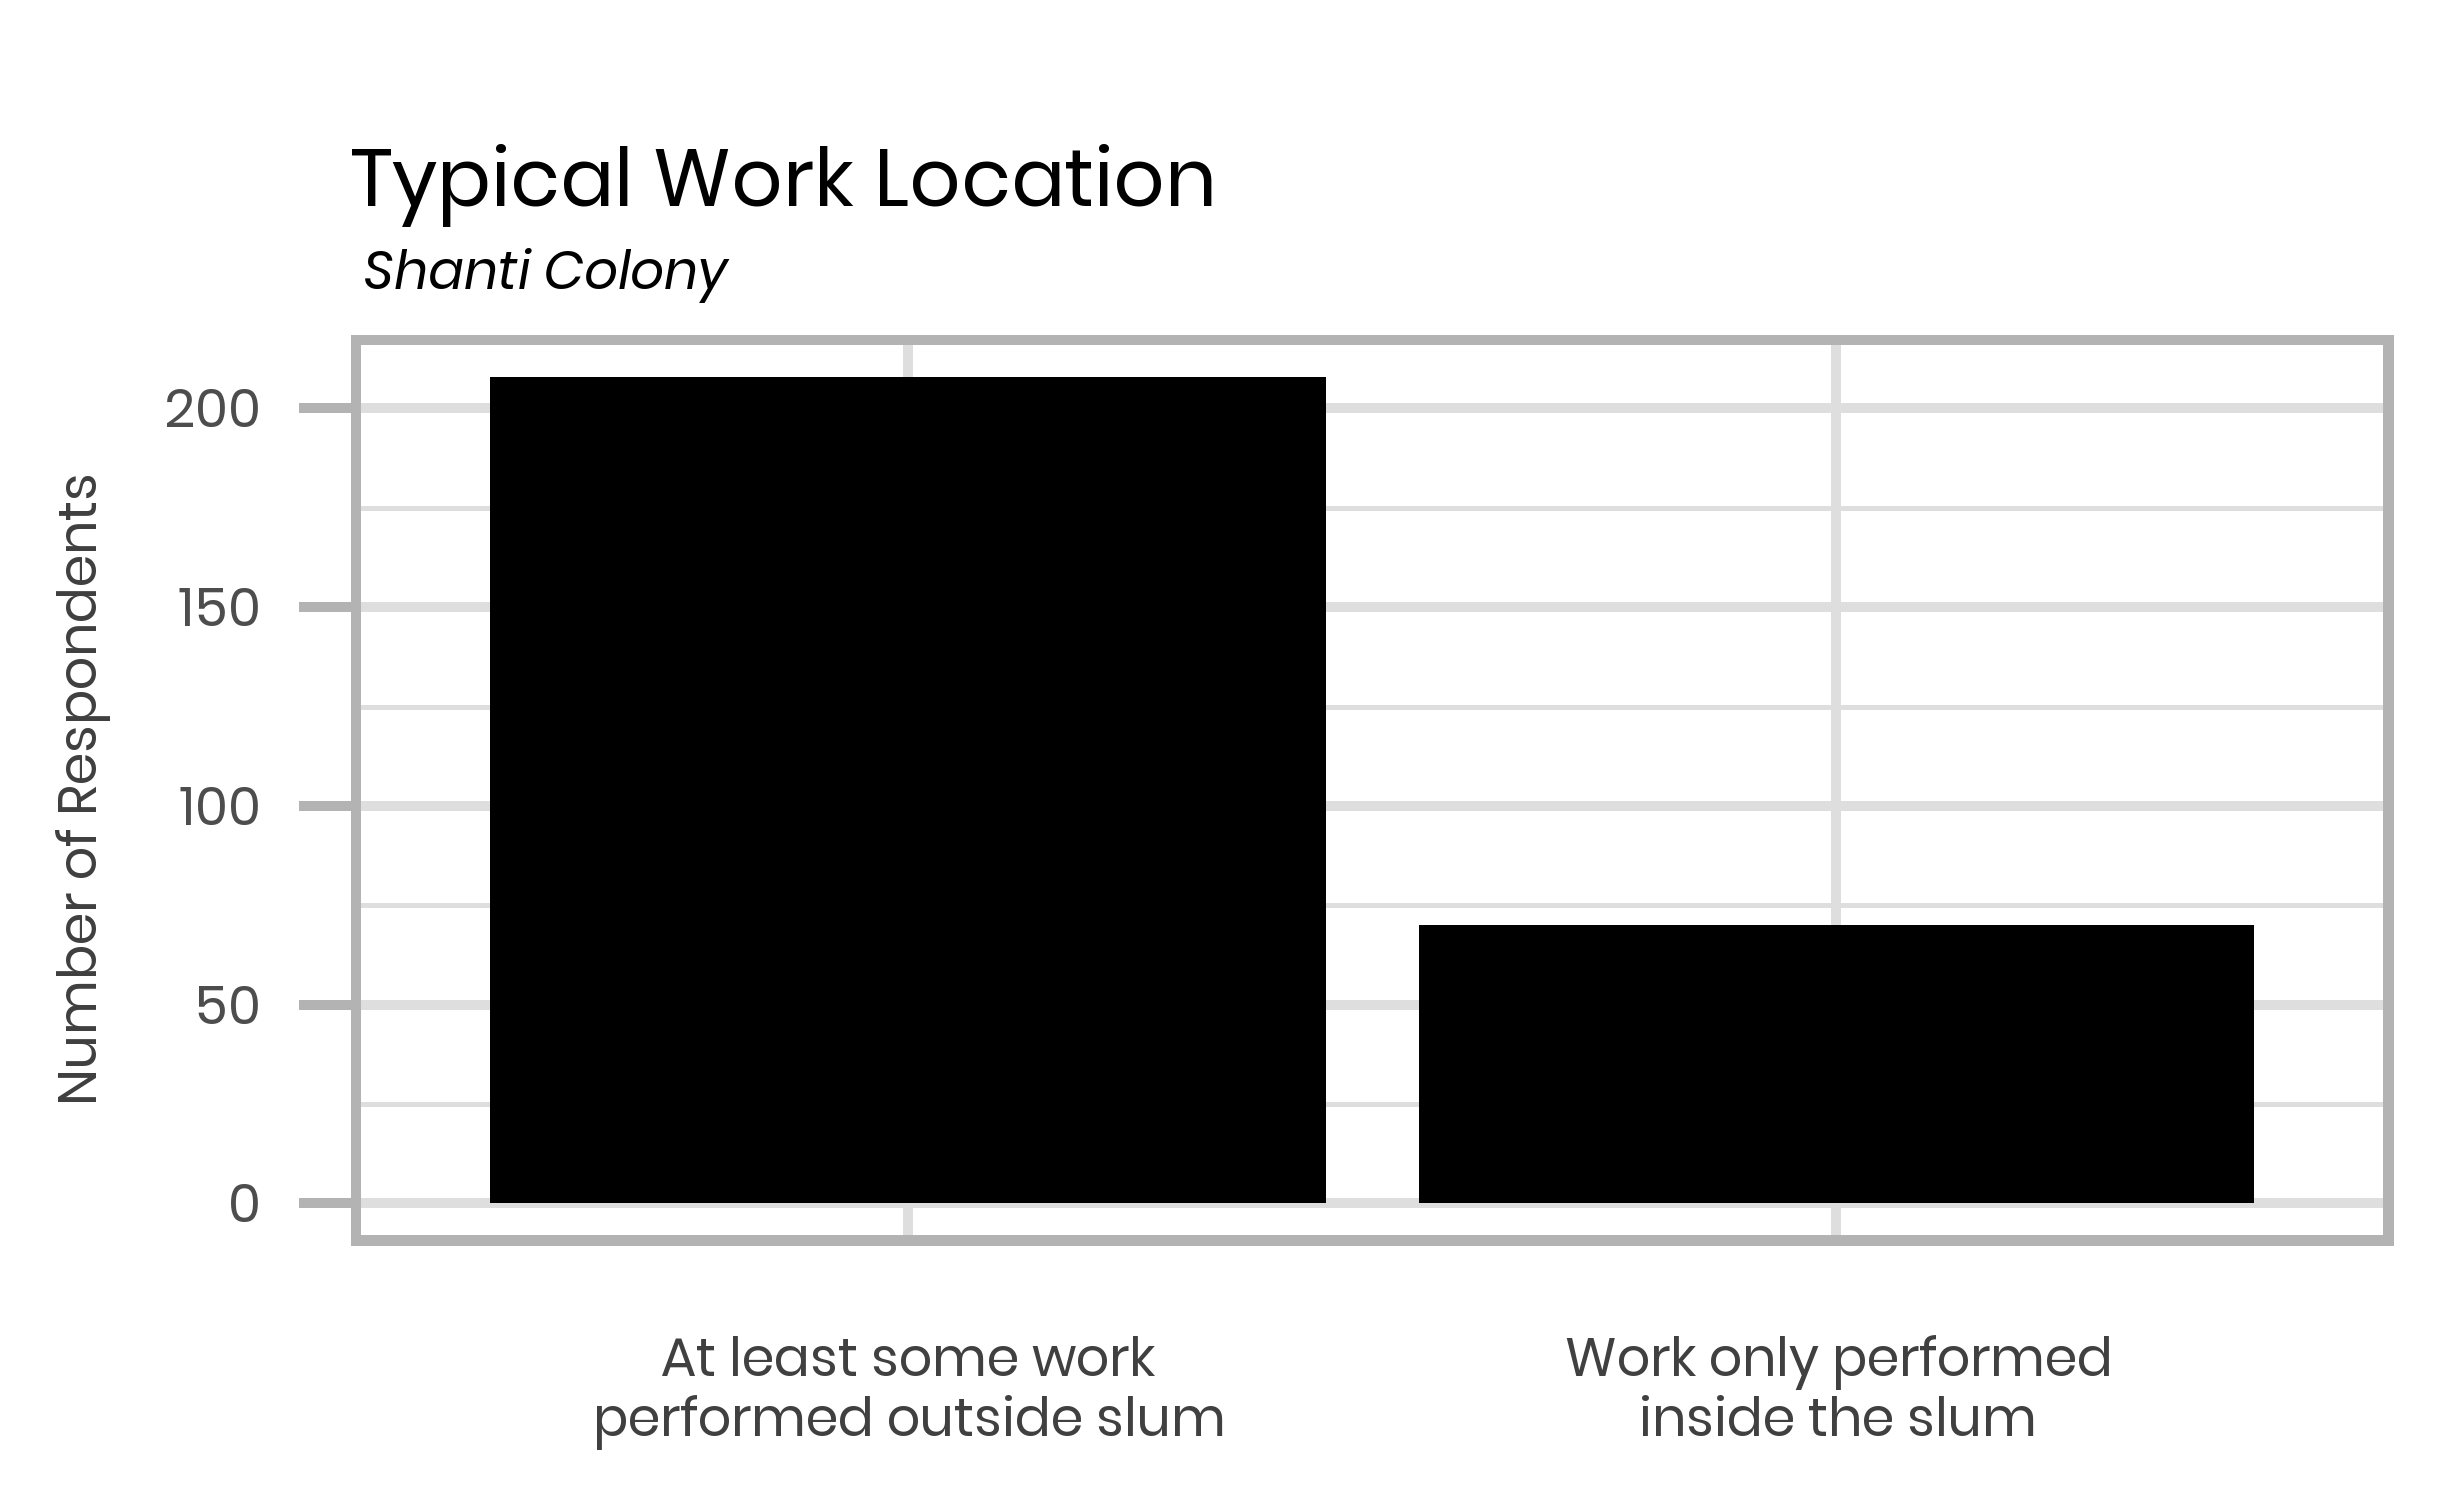 Typical Work Location
Shanti Colony
Number of Respondents
200
150
100
50
0
At least some work
performed outside slum
Work only performed
inside the slum